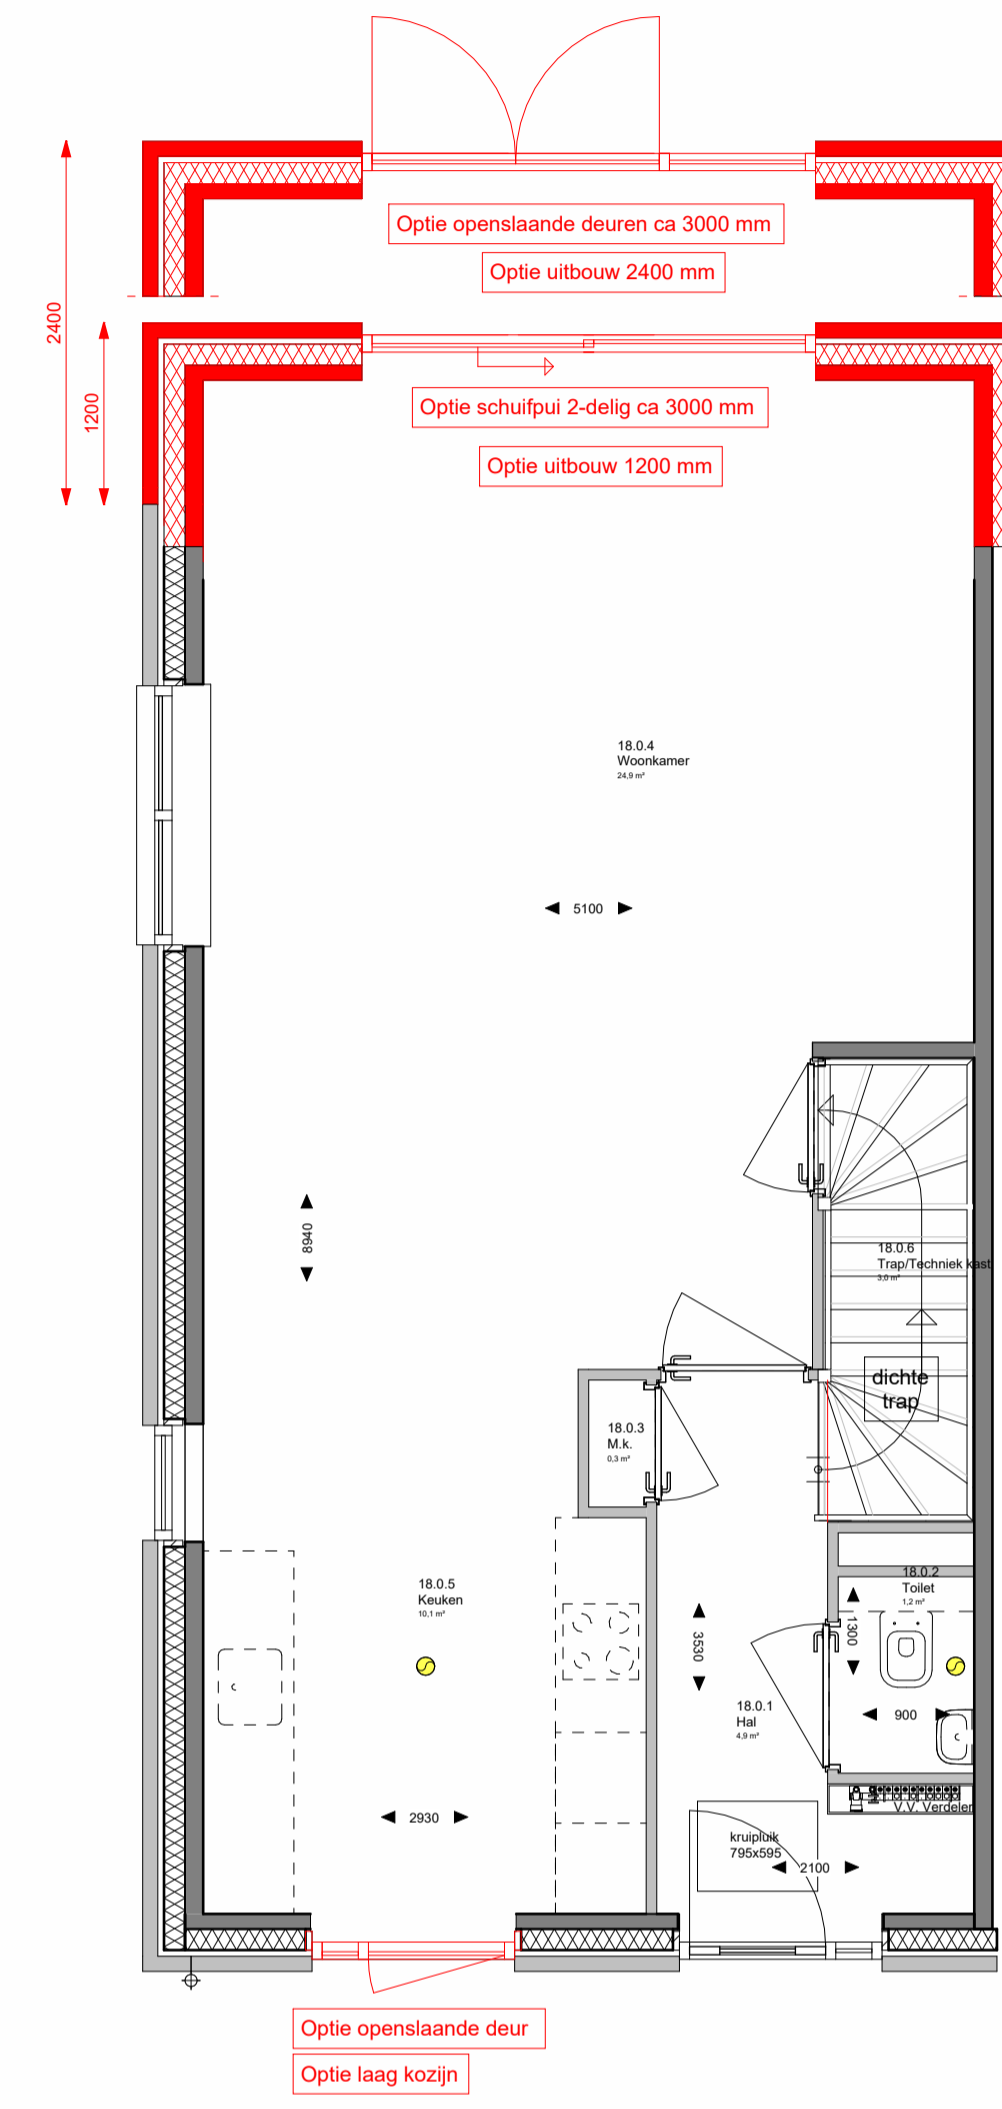 Optie openslaande deuren ca 3000 mm
Optie uitbouw 2400 mm
2400
1200
Optie schuifpui 2-delig ca 3000 mm
Optie uitbouw 1200 mm
18.0.4
Woonkamer
24,9 m²
5100
8940
18.0.6
Trap/Techniek kast
3,0 m²
dichte
trap
18.0.3
M.k.
0,3 m²
18.0.5
Keuken
10,1 m²
18.0.2
Toilet
1,2 m²
1300
3530
900
18.0.1
Hal
4,9 m²
V.V. Verdeler
2930
kruipluik
795x595
2100
Optie openslaande deur
Optie laag kozijn